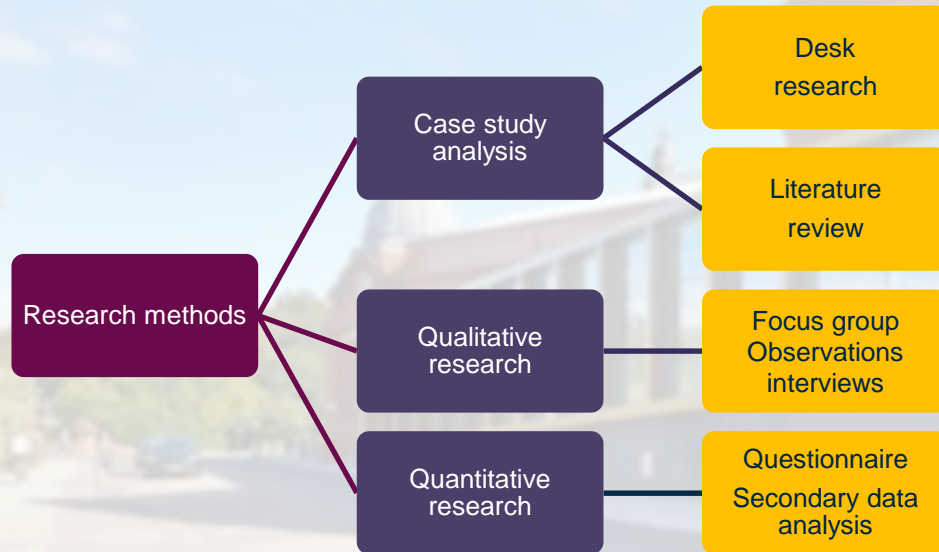 Research methods
Case study
analysis
Desk
research
Literature
review
Qualitative
research
Focus group
Observations
interviews
Quantitative
research
Questionnaire
Secondary data
analysis